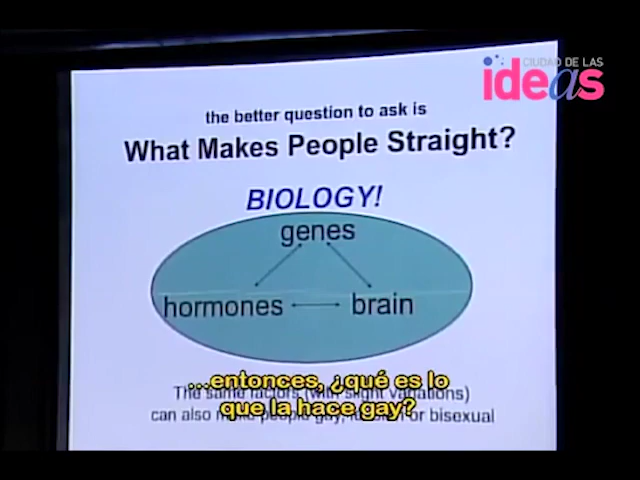 CIUDAD DE LAS
ideas
the better question to ask is
What Makes People Straight?
BIOLOGY!
genes
hormones
brain
The same factors (with slight variations)
can also make people gay, or bisexual
...entonces, ¿qué es lo
que la hace gay?